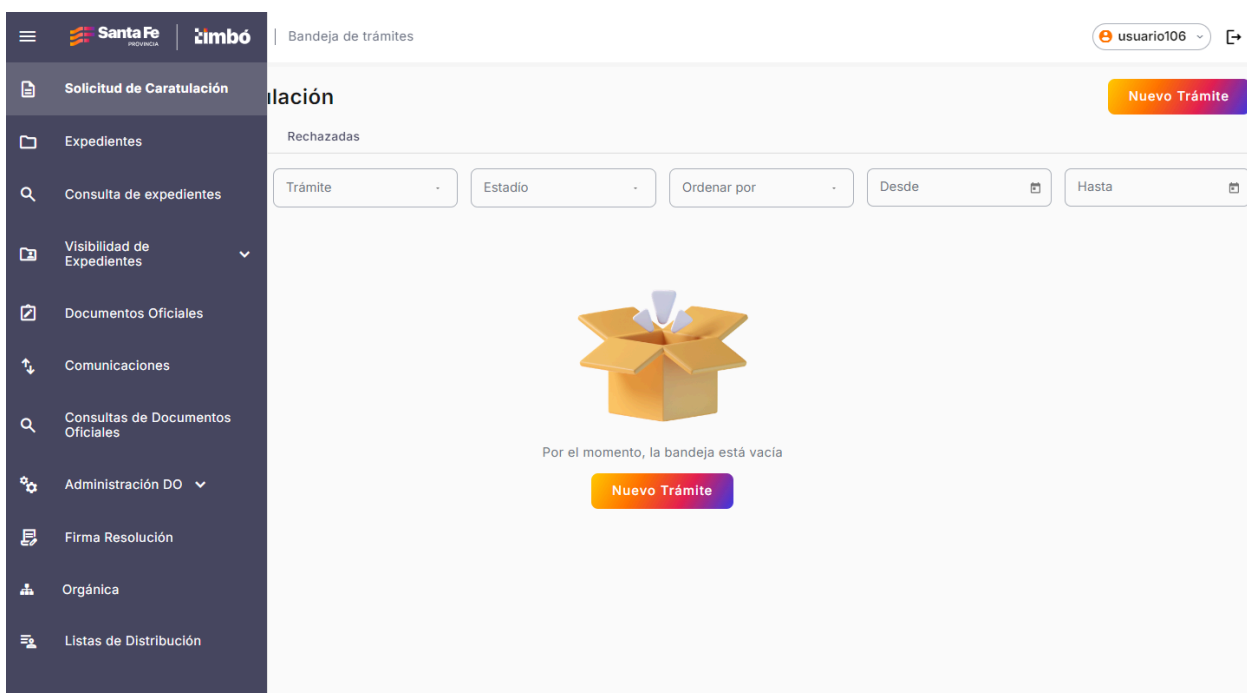 Santa Fe
PROVINCIA
timbó
Bandeja de trámites
usuario106
Solicitud de Caratulación
ulación
Nuevo Trámite
Expedientes
Rechazadas
Consulta de expedientes
Trámite
Estadío
Ordenar por
Desde
Hasta
Visibilidad de
Expedientes
Documentos Oficiales
Comunicaciones
Consultas de Documentos
Oficiales
Por el momento, la bandeja está vacía
Administración DO
Nuevo Trámite
Firma Resolución
Orgánica
Listas de Distribución